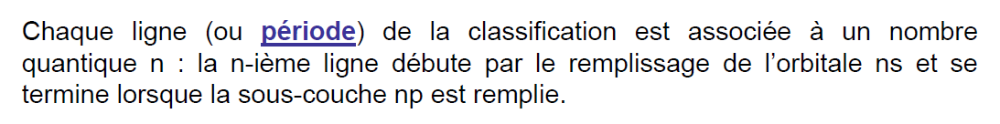 Chaque ligne (ou période) de la classification est associée à un nombre
quantique n : la n-ième ligne débute par le remplissage de l’orbitale ns et se
termine lorsque la sous-couche np est remplie.